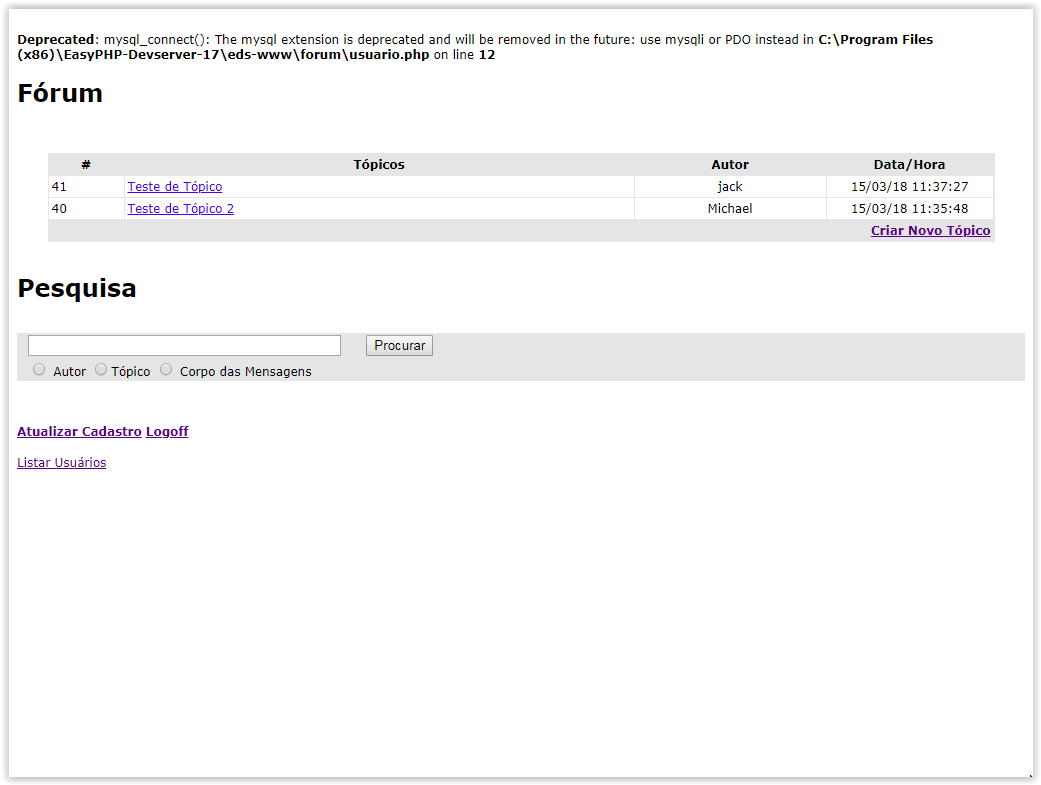 Deprecated: mysql_connect(): The mysql extension is deprecated and will be removed in the future: use mysqli or PDO instead in C:\Program Files
(x86)\EasyPHP-Devserver-17\eds-www\forum\usuario.php on line 12
Fórum
# Tópicos Autor Data/Hora
41 Teste de Tópico jack 15/03/18 11:37:27
40 Teste de Tópico 2 Michael 15/03/18 11:35:48
Criar Novo Tópico
Pesquisa
Procurar
Autor Tópico Corpo das Mensagens
Atualizar Cadastro Logoff
Listar Usuários